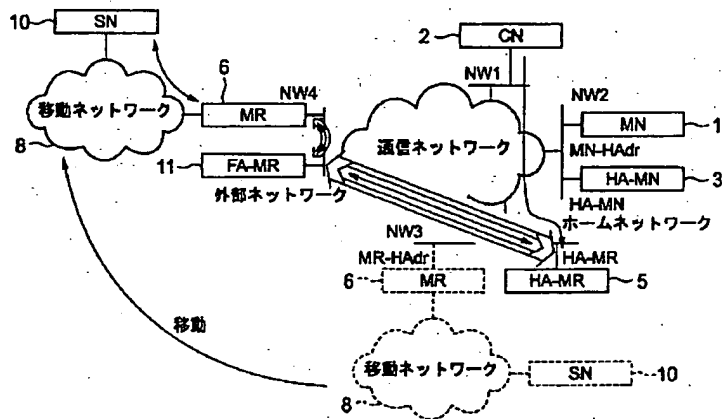 10
SN
2
CN
6
NW4
NW1
移動ネットワーク
MR
NW2
8
通信ネットワーク
MN
1
MN-HAdr
11
FA-MR
HA-MN
3
外部ネットワーク
HA-MN
ホームネットワーク
NW3
MR-HAdr
HA-MR
6
MR
HA-MR
5
移動
移動ネットワーク
SN
10
8